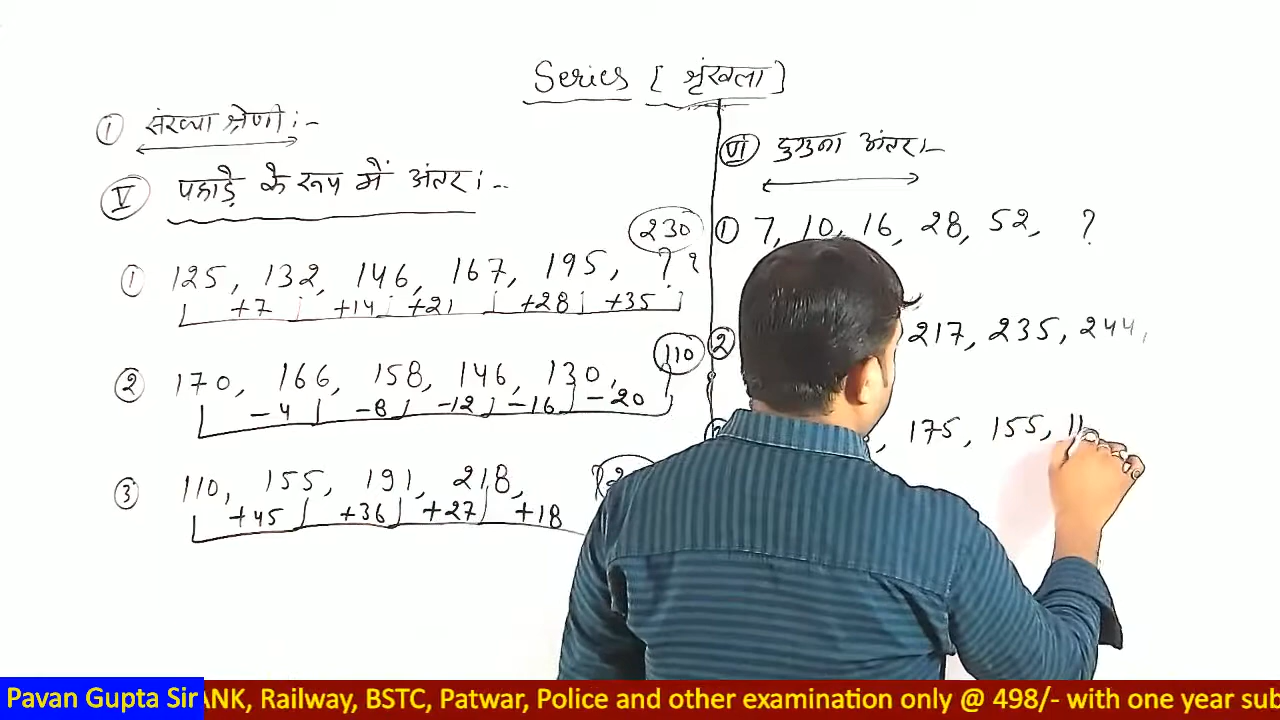 Series [ श्रृंखला ]
① संख्या श्रेणी :-
Ⅴ पहाड़े के रूप में अंतर :-
① 125, 132, 146, 167, 195, ? ?
230
+7 +14 +21 +28 +35
② 170, 166, 158, 146, 130,
110
-4 -8 -12 -16 -20
③ 110, 155, 191, 218,
+45 +36 +27 +18
Ⅵ दुगुना अंतर :-
① 7, 10, 16, 28, 52, ?
② 217, 235, 244,
175, 155, 11
Pavan Gupta Sir
ANK, Railway, BSTC, Patwar, Police and other examination only @ 498/- with one year sub